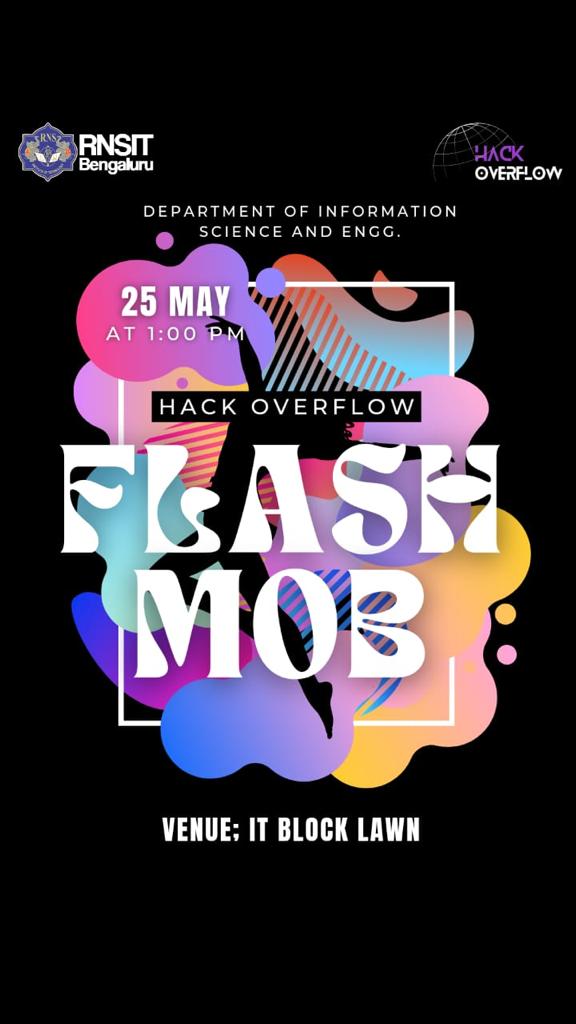 RNSIT
Bengaluru
HACK
OVERFLOW
DEPARTMENT OF INFORMATION
SCIENCE AND ENGG.
25 MAY
AT 1:00 PM
HACK OVERFLOW
FLASH
MOB
VENUE; IT BLOCK LAWN